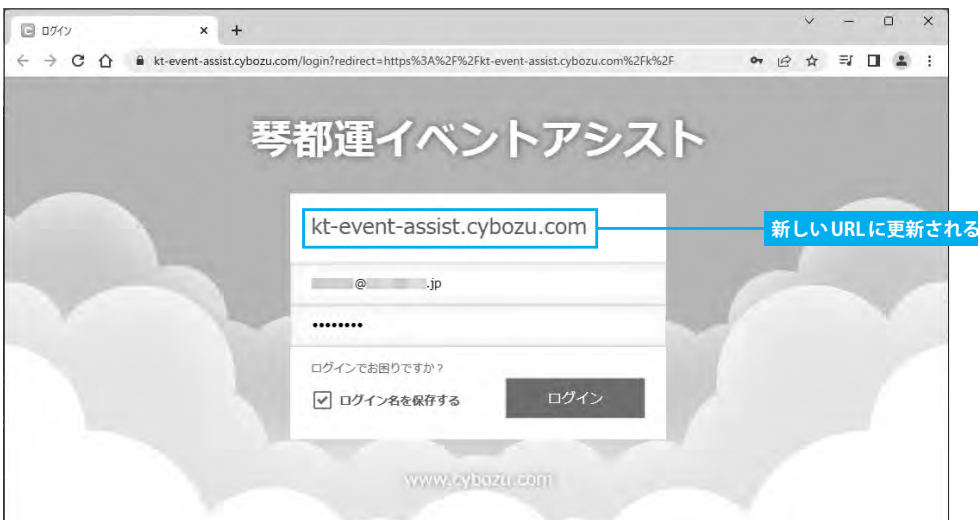 ログイン
kt-event-assist.cybozu.com/login?redirect=https%3A%2F%2Fkt-event-assist.cybozu.com%2Fk%2F
琴都運イベントアシスト
kt-event-assist.cybozu.com
新しいURLに更新される
@ .jp
••••••••
ログインでお困りですか？
ログイン名を保存する
ログイン
www.cybozu.com